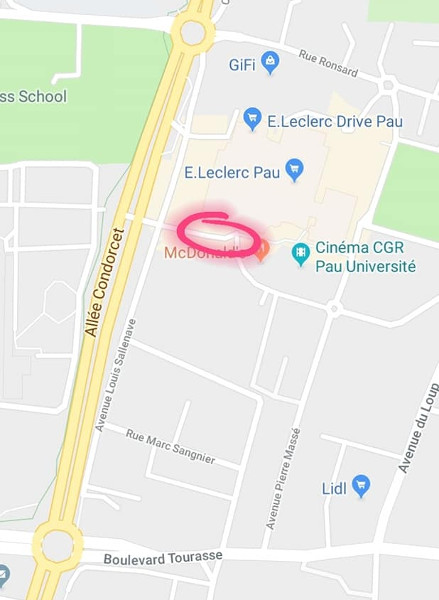 Rue Ronsard
GiFi
ss School
E.Leclerc Drive Pau
E.Leclerc Pau
McDonald's
Cinéma CGR
Pau Université
Allée Condorcet
Avenue Louis Sallenave
Avenue du Loup
Rue Marc Sangnier
Avenue Pierre Massé
Lidl
Boulevard Tourasse